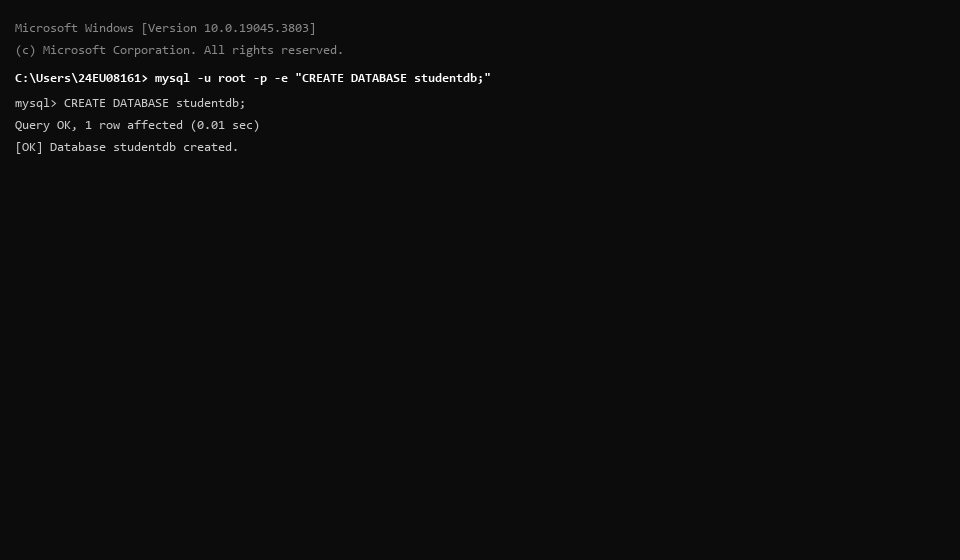 Microsoft Windows [Version 10.0.19045.3803]
(c) Microsoft Corporation. All rights reserved.
C:\Users\24EU08161> mysql -u root -p -e "CREATE DATABASE studentdb;"
mysql> CREATE DATABASE studentdb;
Query OK, 1 row affected (0.01 sec)
[OK] Database studentdb created.